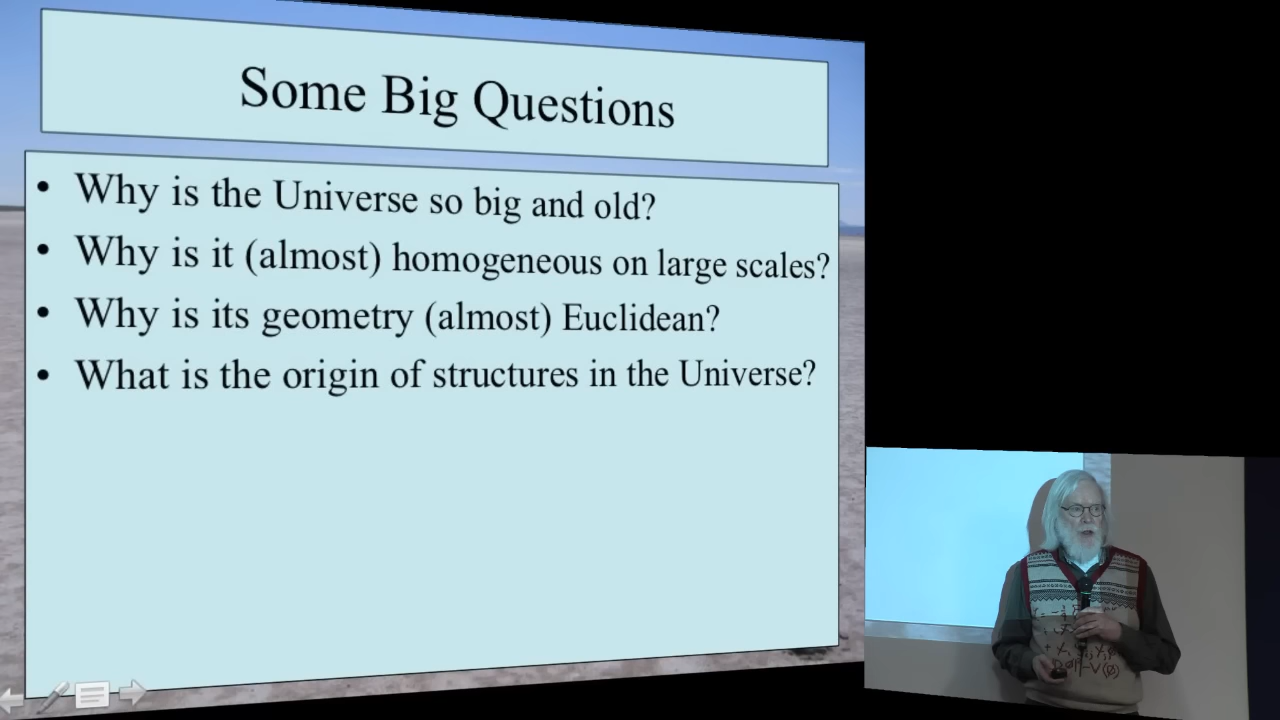 Some Big Questions
• Why is the Universe so big and old?
• Why is it (almost) homogeneous on large scales?
• Why is its geometry (almost) Euclidean?
• What is the origin of structures in the Universe?